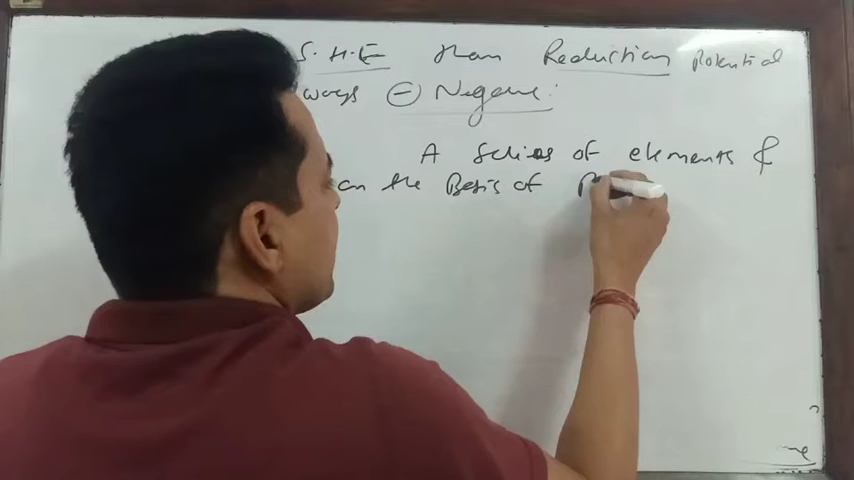 S.H.E than Reduction Potential
ways ⊖ Negative:
A Series of elements &
on the Basis of